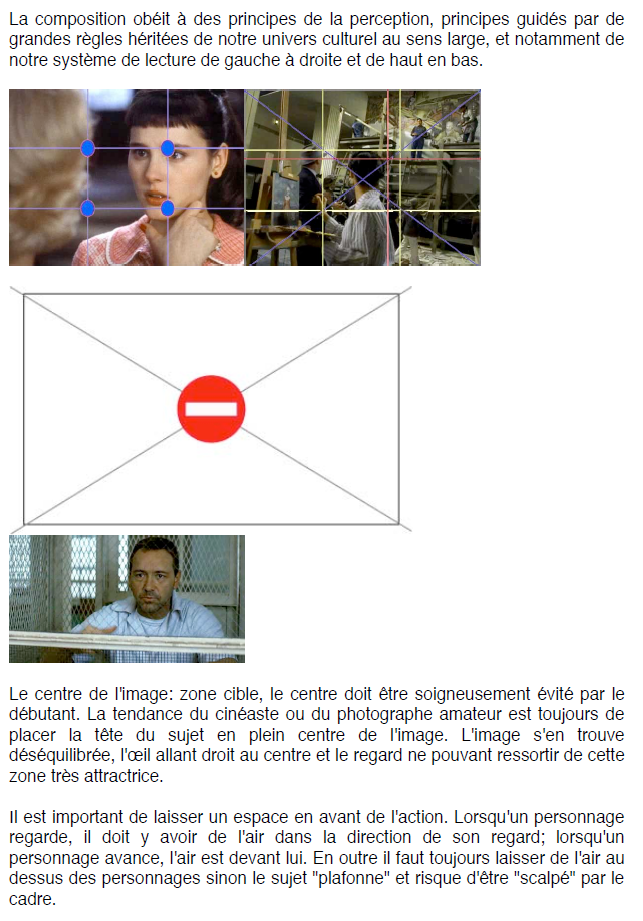 La composition obéit à des principes de la perception, principes guidés par de
grandes règles héritées de notre univers culturel au sens large, et notamment de
notre système de lecture de gauche à droite et de haut en bas.
Le centre de l'image: zone cible, le centre doit être soigneusement évité par le
débutant. La tendance du cinéaste ou du photographe amateur est toujours de
placer la tête du sujet en plein centre de l'image. L'image s'en trouve
déséquilibrée, l'œil allant droit au centre et le regard ne pouvant ressortir de cette
zone très attractrice.
Il est important de laisser un espace en avant de l'action. Lorsqu'un personnage
regarde, il doit y avoir de l'air dans la direction de son regard; lorsqu'un
personnage avance, l'air est devant lui. En outre il faut toujours laisser de l'air au
dessus des personnages sinon le sujet "plafonne" et risque d'être "scalpé" par le
cadre.